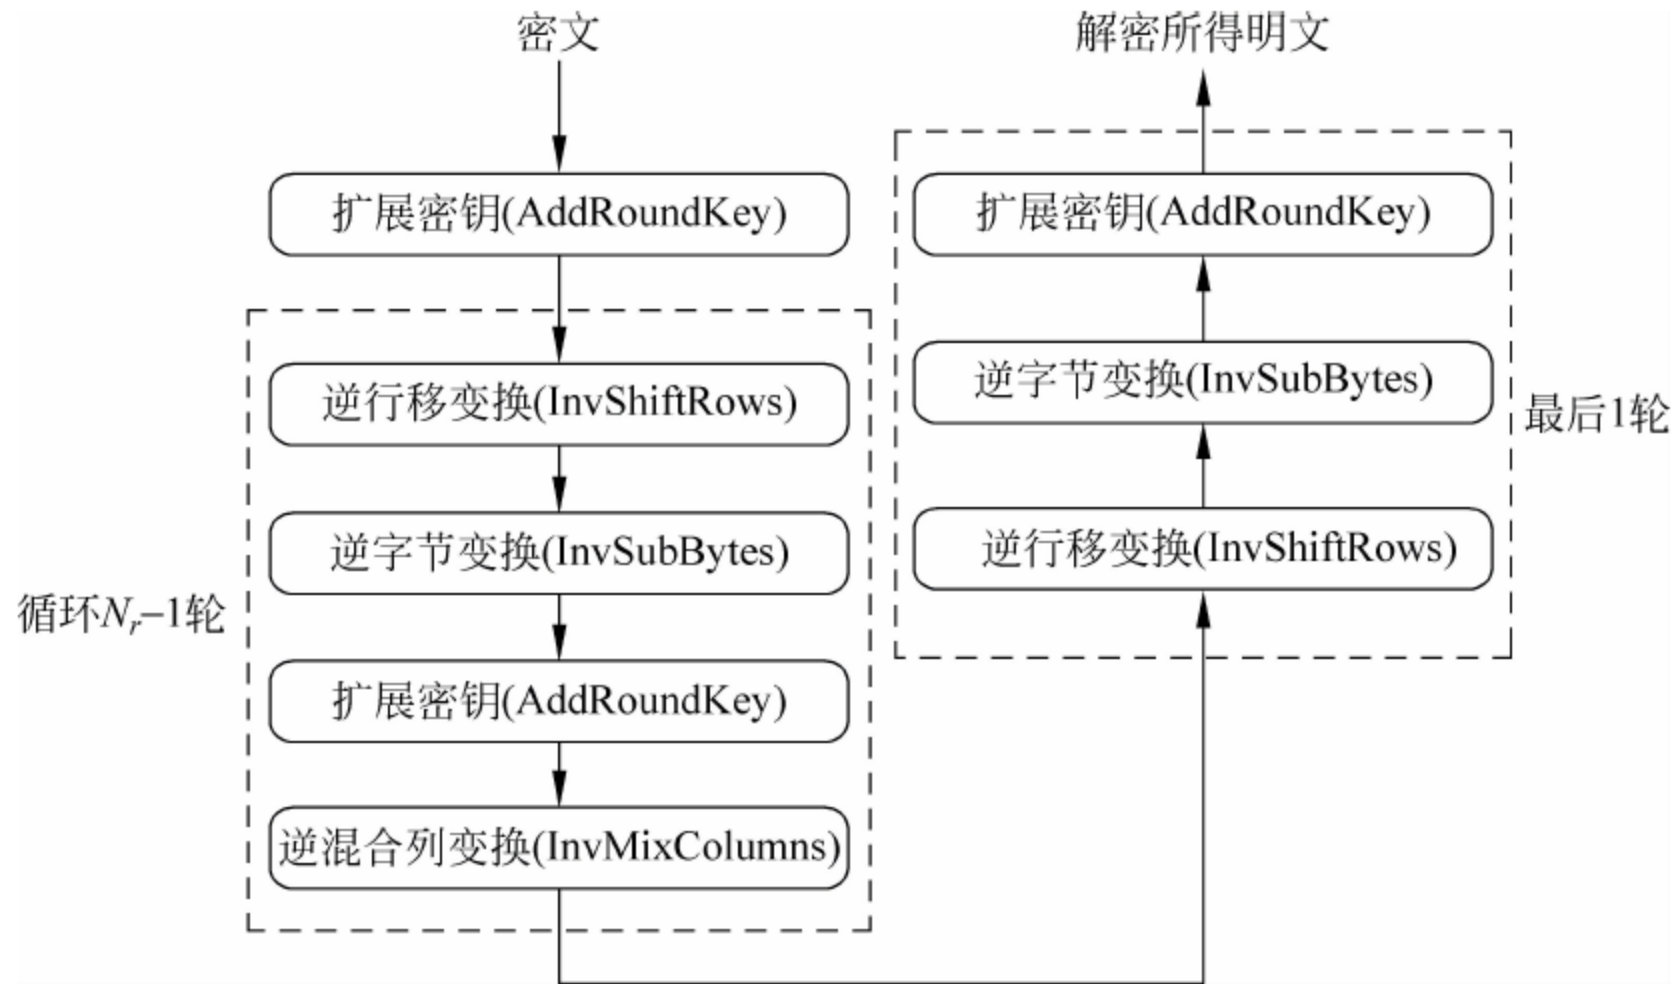 密文
扩展密钥(AddRoundKey)
逆行移变换(InvShiftRows)
逆字节变换(InvSubBytes)
扩展密钥(AddRoundKey)
逆混合列变换(InvMixColumns)
循环Nr–1轮
解密所得明文
扩展密钥(AddRoundKey)
逆字节变换(InvSubBytes)
逆行移变换(InvShiftRows)
最后1轮